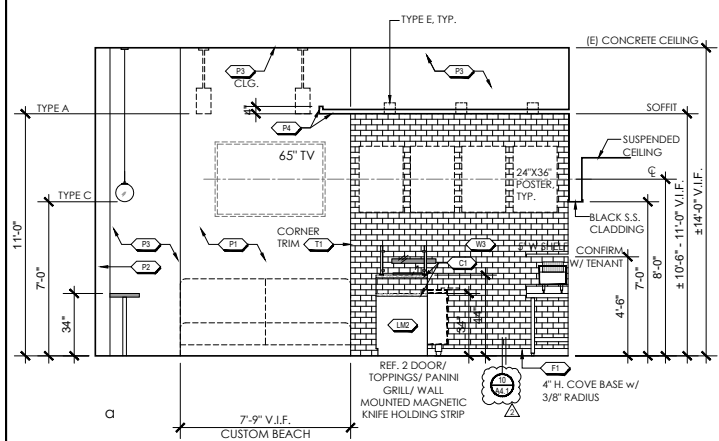 TYPE E, TYP.
(E) CONCRETE CEILING
P3
CLG.
P3
TYPE A
4"
SOFFIT
P4
SUSPENDED
CEILING
65" TV
24"X36"
POSTER,
TYP.
TYPE C
BLACK S.S.
CLADDING
CORNER
TRIM
T1
W3
CONFIRM
W/ TENANT
P3
P1
P2
C1
LM2
11'-0"
7'-0"
34"
4'-6"
7'-0"
8'-0"
± 10'-6" - 11'-0" V.I.F.
±14'-0" V.I.F.
REF. 2 DOOR/
TOPPINGS/ PANINI
GRILL/ WALL
MOUNTED MAGNETIC
KNIFE HOLDING STRIP
10
A4.1
2
F1
4" H. COVE BASE w/
3/8" RADIUS
a
7'-9" V.I.F.
CUSTOM BEACH